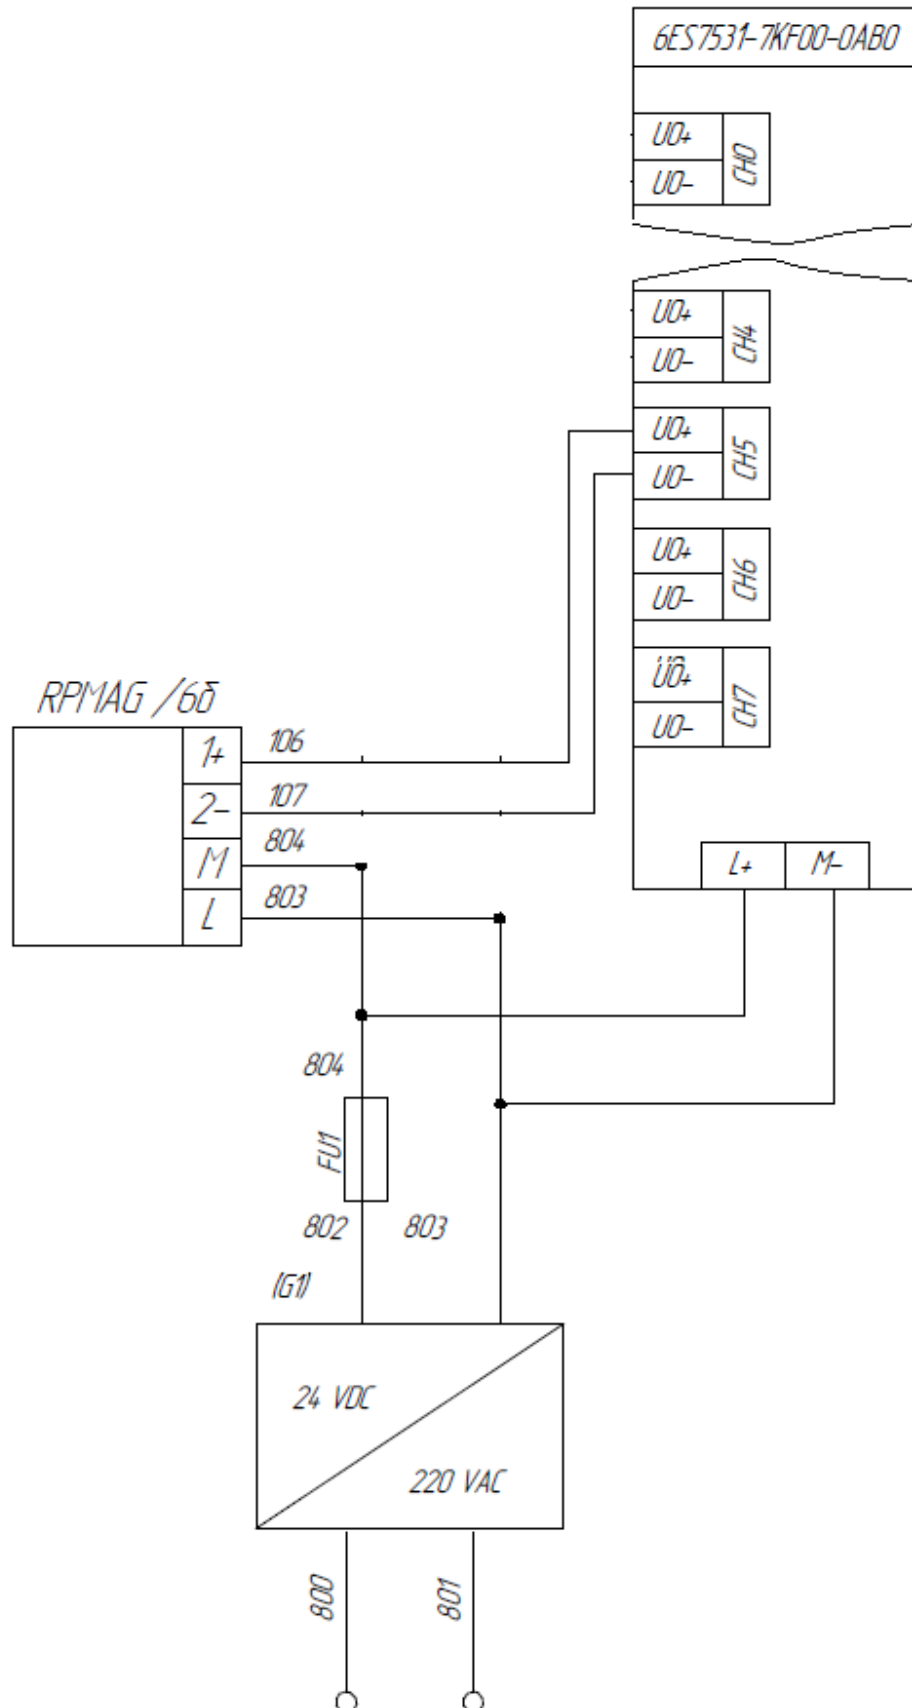 6ES7531-7KF00-0AB0
U0+
U0-
CH0
U0+
U0-
CH4
U0+
U0-
CH5
U0+
U0-
CH6
U0+
U0-
CH7
RPMAG /6б
1+
106
2-
107
M
804
L
803
L+
M-
804
FU1
802
803
(G1)
24 VDC
220 VAC
800
801